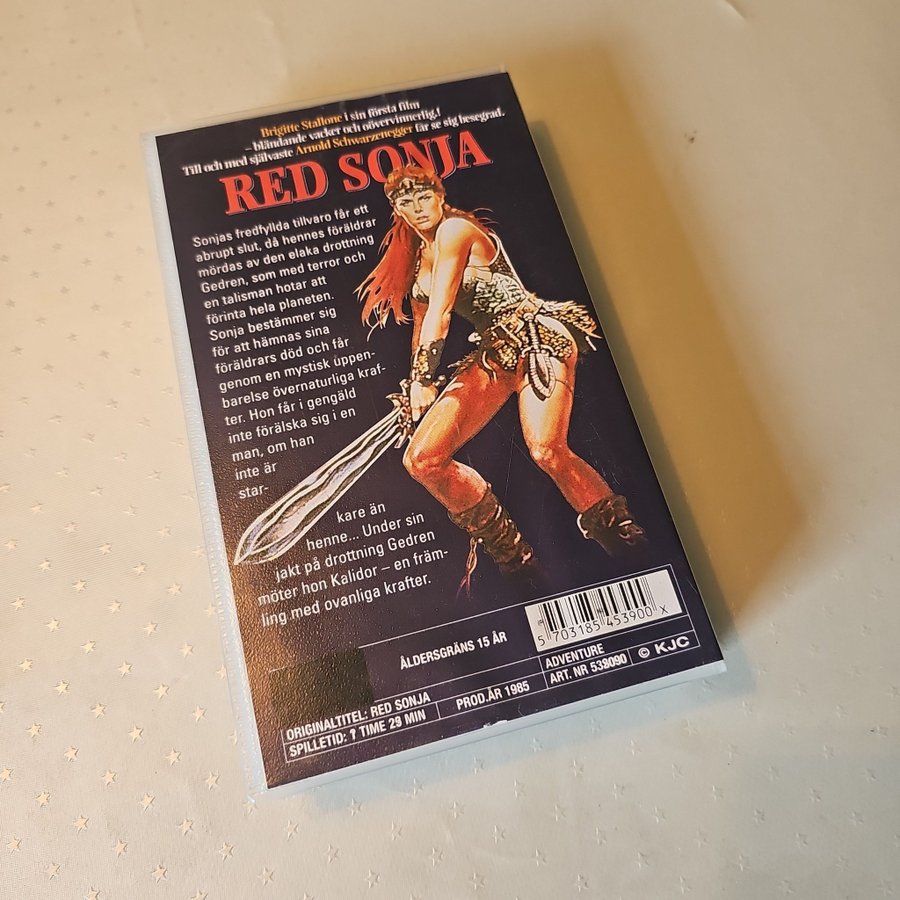 Brigitte Stallone i sin första film
– bländande vacker och oövervinnerlig.!
Till och med självaste Arnold Schwarzenegger får se sig besegrad.
RED SONJA
Sonjas fredfyllda tillvaro får ett
abrupt slut, då hennes föräldrar
mördas av den elaka drottning
Gedren, som med terror och
en talisman hotar att
förinta hela planeten.
Sonja bestämmer sig
för att hämnas sina
föräldrars död och får
genom en mystisk uppen-
barelse övernaturliga kraf-
ter. Hon får i gengäld
inte förälska sig i en
man, om han
inte är
star-
kare än
henne... Under sin
jakt på drottning Gedren
möter hon Kalidor – en främ-
ling med ovanliga krafter.
ÅLDERSGRÄNS 15 ÅR
5 703185 453900 X
ORIGINALTITEL: RED SONJA
SPILLETID: 1 TIME 29 MIN
PROD.ÅR 1985
ADVENTURE
ART. NR 538090
© KJC